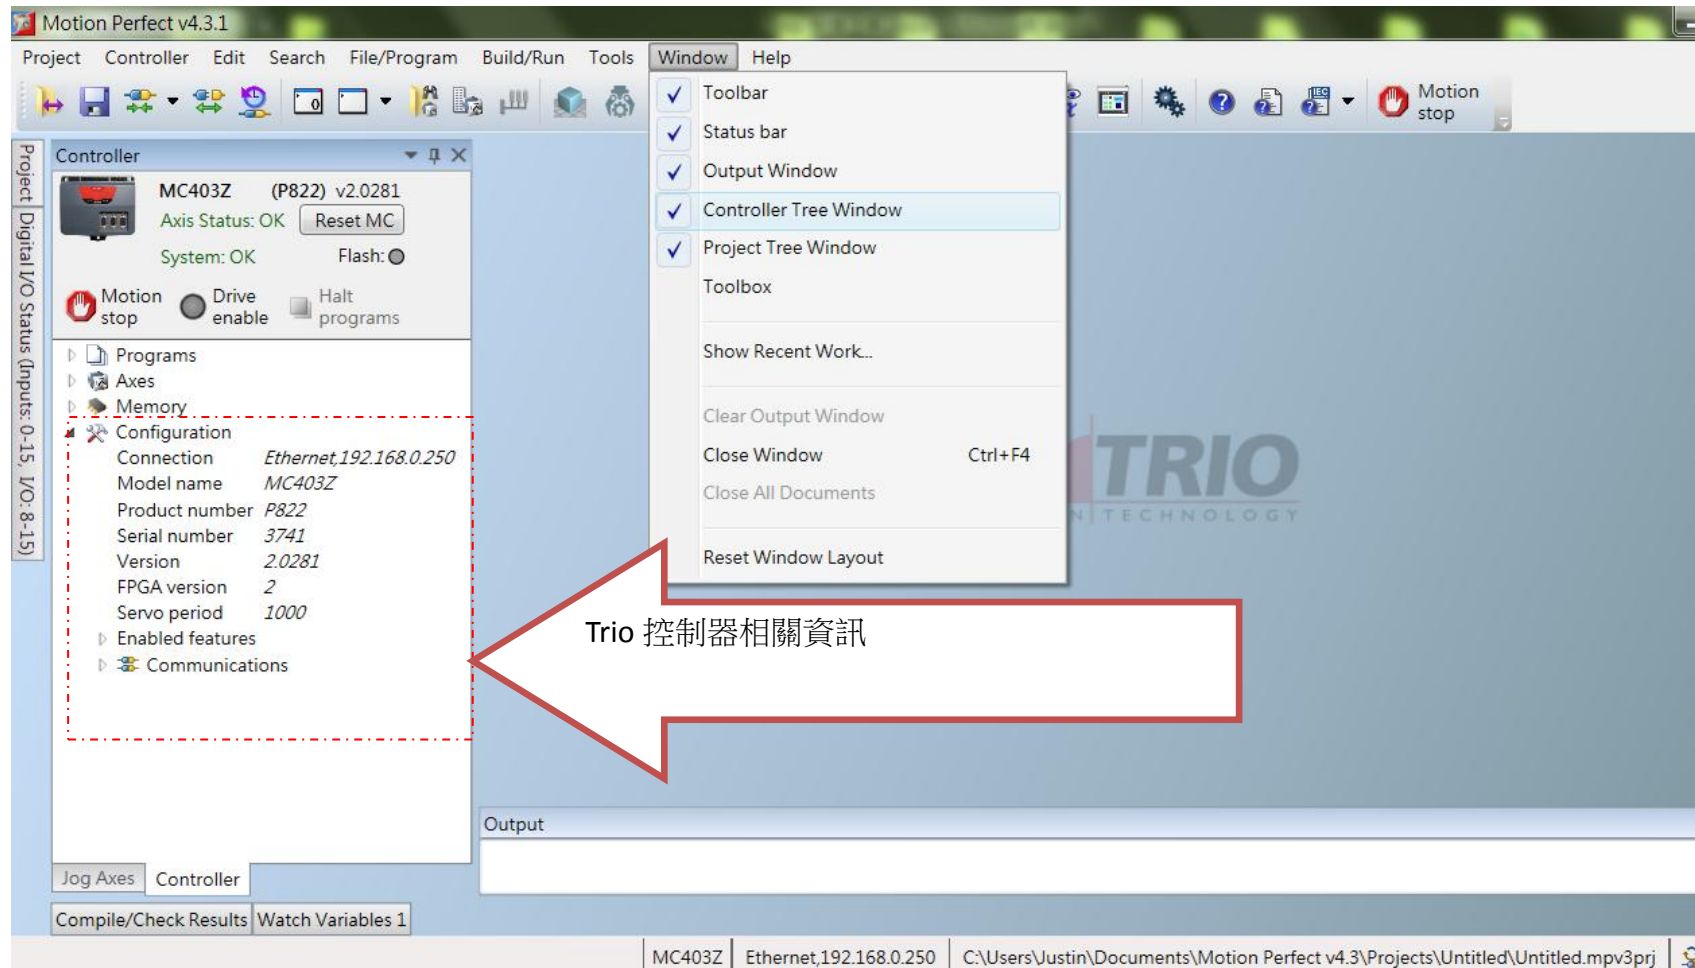 Motion Perfect v4.3.1
Project Controller Edit Search File/Program Build/Run Tools Window Help
Motion
stop
Toolbar
Status bar
Output Window
Controller Tree Window
Project Tree Window
Toolbox
Show Recent Work...
Clear Output Window
Close Window Ctrl+F4
Close All Documents
Reset Window Layout
Project
Digital I/O Status (Inputs: 0-15, I/O: 8-15)
Controller
MC403Z (P822) v2.0281
Axis Status: OK Reset MC
System: OK Flash:
Motion
stop
Drive
enable
Halt
programs
Programs
Axes
Memory
Configuration
Connection Ethernet,192.168.0.250
Model name MC403Z
Product number P822
Serial number 3741
Version 2.0281
FPGA version 2
Servo period 1000
Enabled features
Communications
TRIO
N TECHNOLOGY
Trio 控制器相關資訊
Output
Jog Axes Controller
Compile/Check Results Watch Variables 1
MC403Z Ethernet,192.168.0.250 C:\Users\Justin\Documents\Motion Perfect v4.3\Projects\Untitled\Untitled.mpv3prj